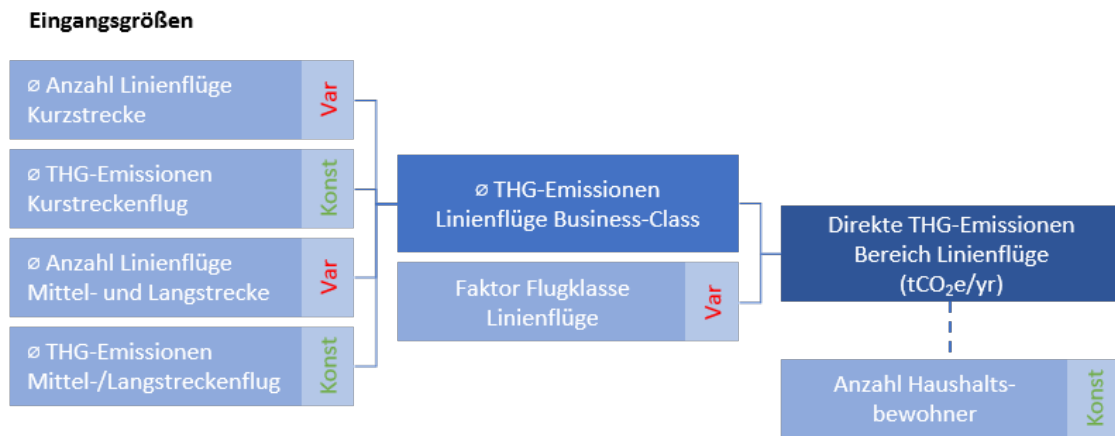 Eingangsgrößen
⌀ Anzahl Linienflüge
Kurzstrecke
Var
⌀ THG-Emissionen
Kurstreckenflug
Konst
⌀ Anzahl Linienflüge
Mittel- und Langstrecke
Var
⌀ THG-Emissionen
Mittel-/Langstreckenflug
Konst
⌀ THG-Emissionen
Linienflüge Business-Class
Faktor Flugklasse
Linienflüge
Var
Direkte THG-Emissionen
Bereich Linienflüge
(tCO₂e/yr)
Anzahl Haushalts-
bewohner
Konst